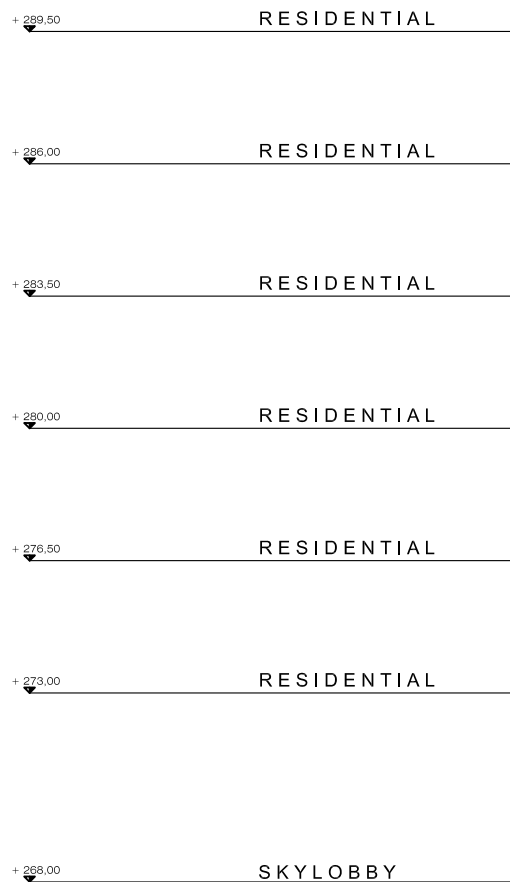 + 289,50 RESIDENTIAL
+ 286,00 RESIDENTIAL
+ 283,50 RESIDENTIAL
+ 280,00 RESIDENTIAL
+ 276,50 RESIDENTIAL
+ 273,00 RESIDENTIAL
+ 268,00 SKYLOBBY